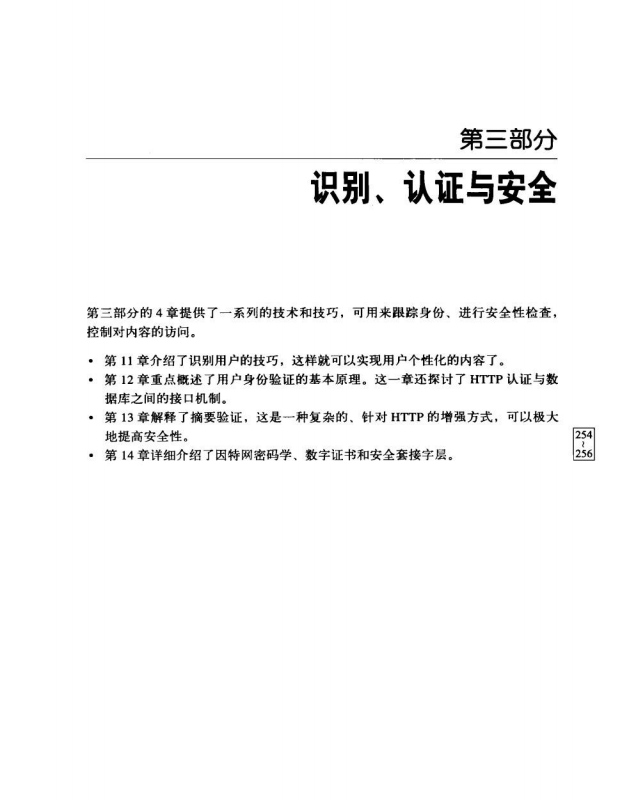 第三部分
识别、认证与安全
第三部分的 4 章提供了一系列的技术和技巧，可用来跟踪身份、进行安全性检查，
控制对内容的访问。
• 第 11 章介绍了识别用户的技巧，这样就可以实现用户个性化的内容了。
• 第 12 章重点概述了用户身份验证的基本原理。这一章还探讨了 HTTP 认证与数
据库之间的接口机制。
• 第 13 章解释了摘要验证，这是一种复杂的、针对 HTTP 的增强方式，可以极大
地提高安全性。
• 第 14 章详细介绍了因特网密码学、数字证书和安全套接字层。
254
~
256